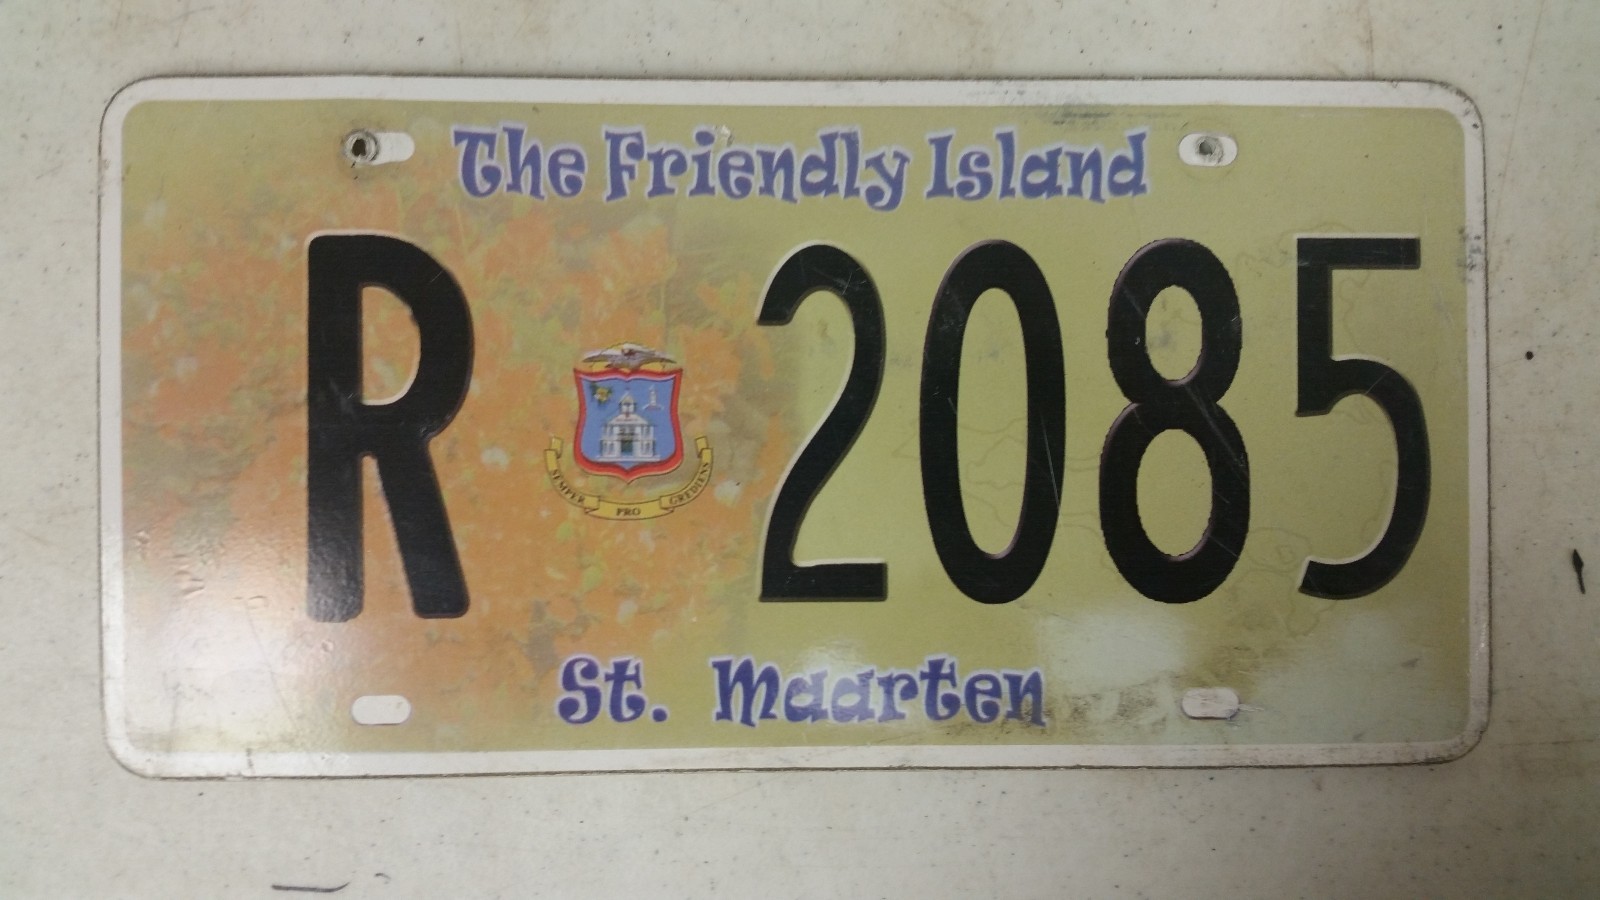 The Friendly Island
R 2085
SEMPER PRO GREDIENS
St. Maarten